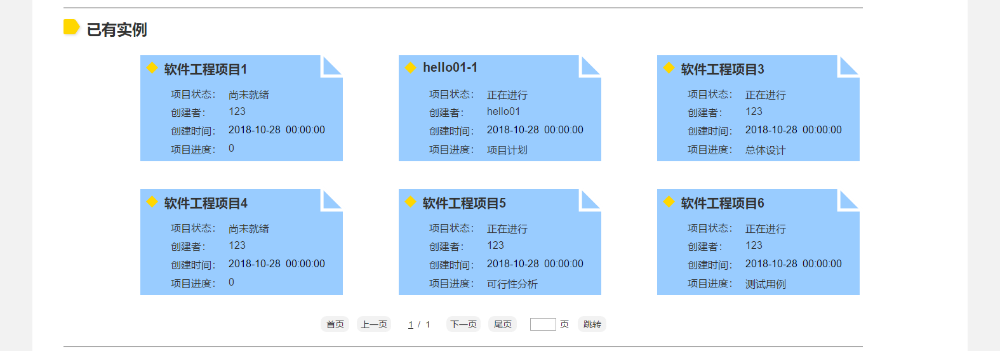 已有实例
软件工程项目1
项目状态： 尚未就绪
创建者： 123
创建时间： 2018-10-28 00:00:00
项目进度： 0
hello01-1
项目状态： 正在进行
创建者： hello01
创建时间： 2018-10-28 00:00:00
项目进度： 项目计划
软件工程项目3
项目状态： 正在进行
创建者： 123
创建时间： 2018-10-28 00:00:00
项目进度： 总体设计
软件工程项目4
项目状态： 尚未就绪
创建者： 123
创建时间： 2018-10-28 00:00:00
项目进度： 0
软件工程项目5
项目状态： 正在进行
创建者： 123
创建时间： 2018-10-28 00:00:00
项目进度： 可行性分析
软件工程项目6
项目状态： 正在进行
创建者： 123
创建时间： 2018-10-28 00:00:00
项目进度： 测试用例
首页 上一页 1 / 1 下一页 尾页 页 跳转